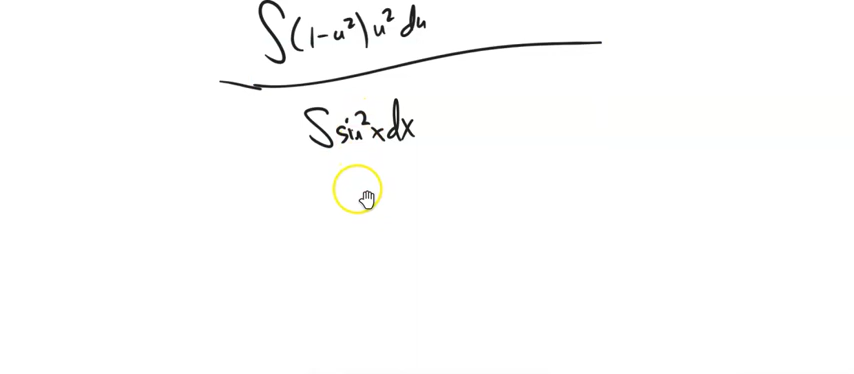 ∫(1-u²)u² du
∫sin²x dx